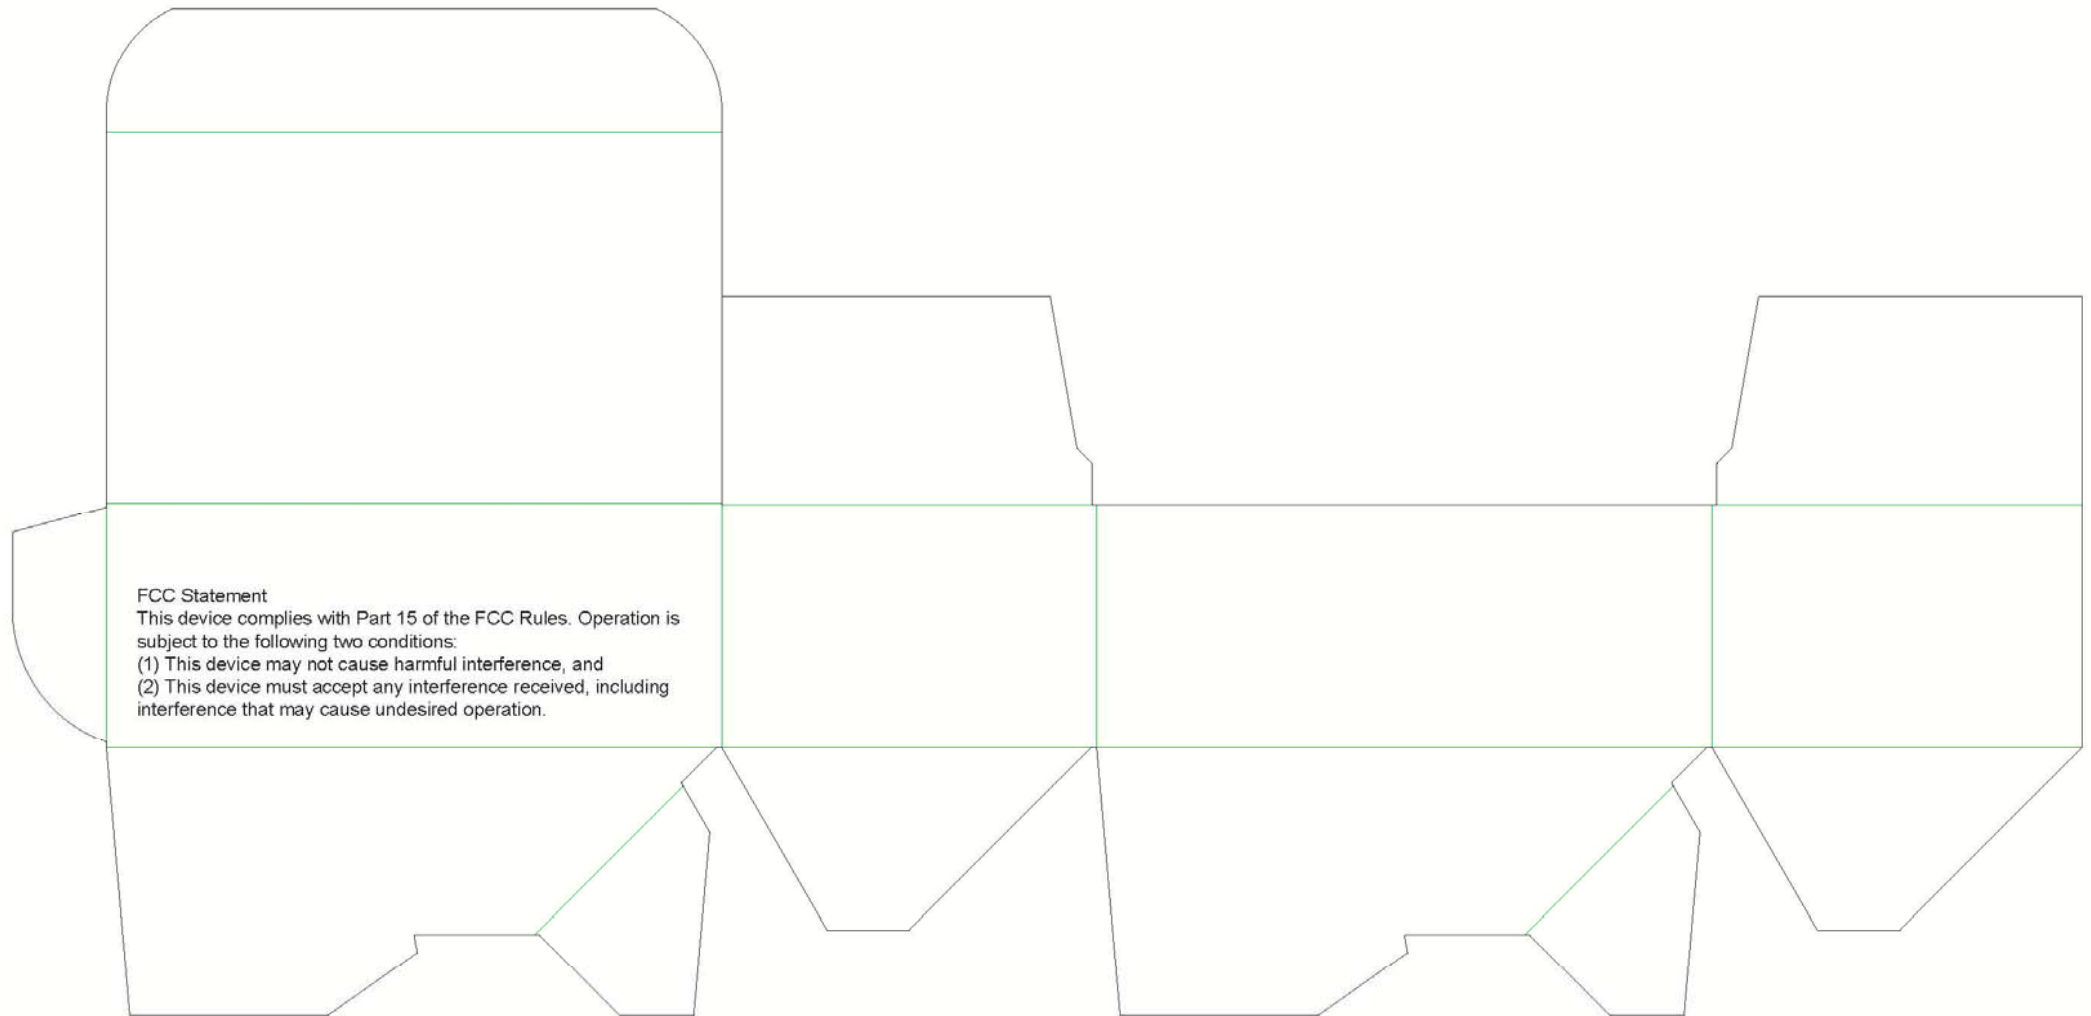 FCC Statement
This device complies with Part 15 of the FCC Rules. Operation is
subject to the following two conditions:
(1) This device may not cause harmful interference, and
(2) This device must accept any interference received, including
interference that may cause undesired operation.